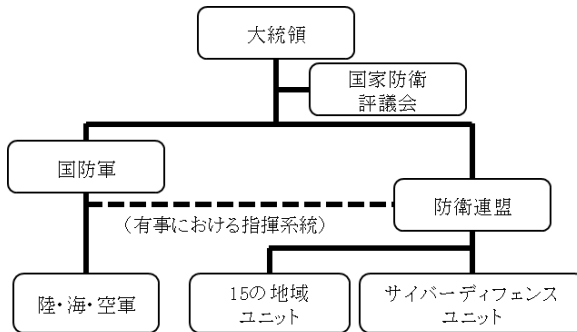 大統領
国家防衛
評議会
国防軍
防衛連盟
(有事における指揮系統)
陸・海・空軍
15の地域
ユニット
サイバーディフェンス
ユニット